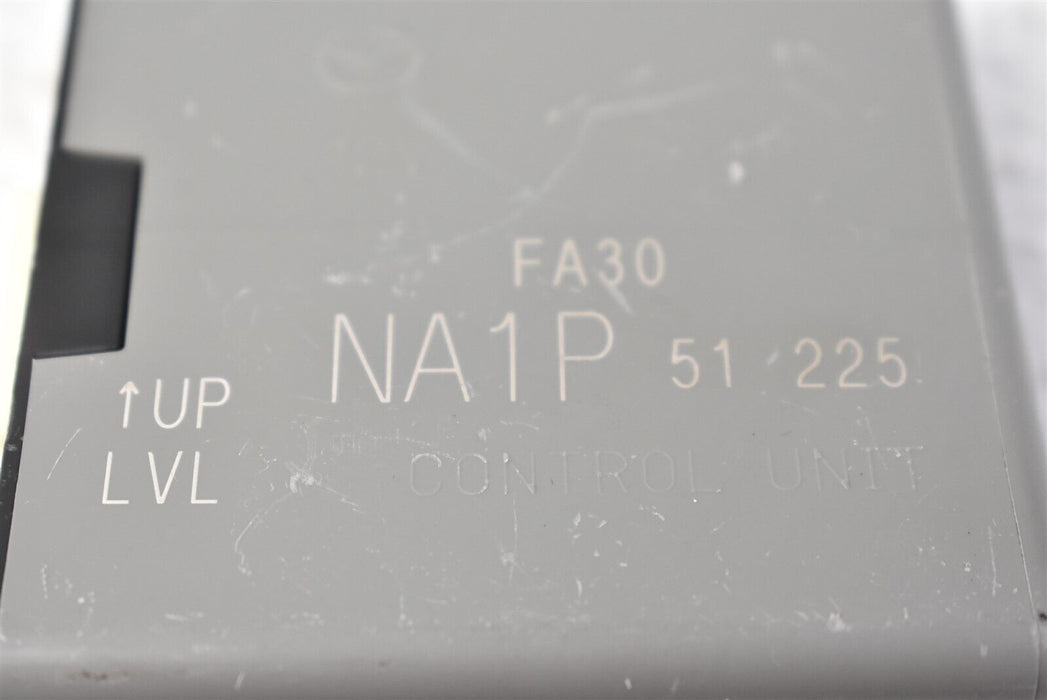 FA30
NA1P 51 225
↑UP
LVL
CONTROL UNIT